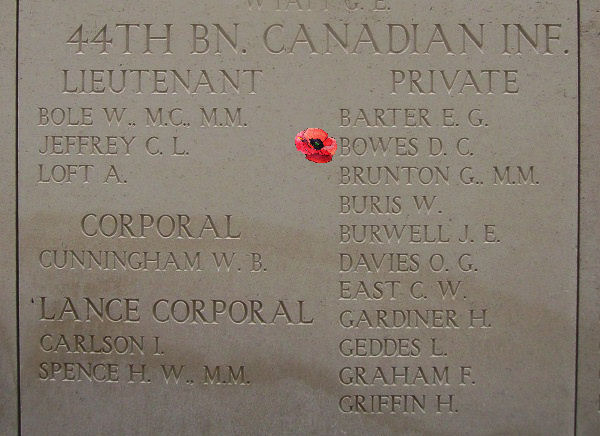 WYATT G. E.
44TH BN. CANADIAN INF.
LIEUTENANT
BOLE W., M.C., M.M.
JEFFREY C. L.
LOFT A.
CORPORAL
CUNNINGHAM W. B.
LANCE CORPORAL
CARLSON I.
SPENCE H. W., M.M.
PRIVATE
BARTER E. G.
BOWES D. C.
BRUNTON G., M.M.
BURIS W.
BURWELL J. E.
DAVIES O. G.
EAST C. W.
GARDINER H.
GEDDES L.
GRAHAM F.
GRIFFIN H.